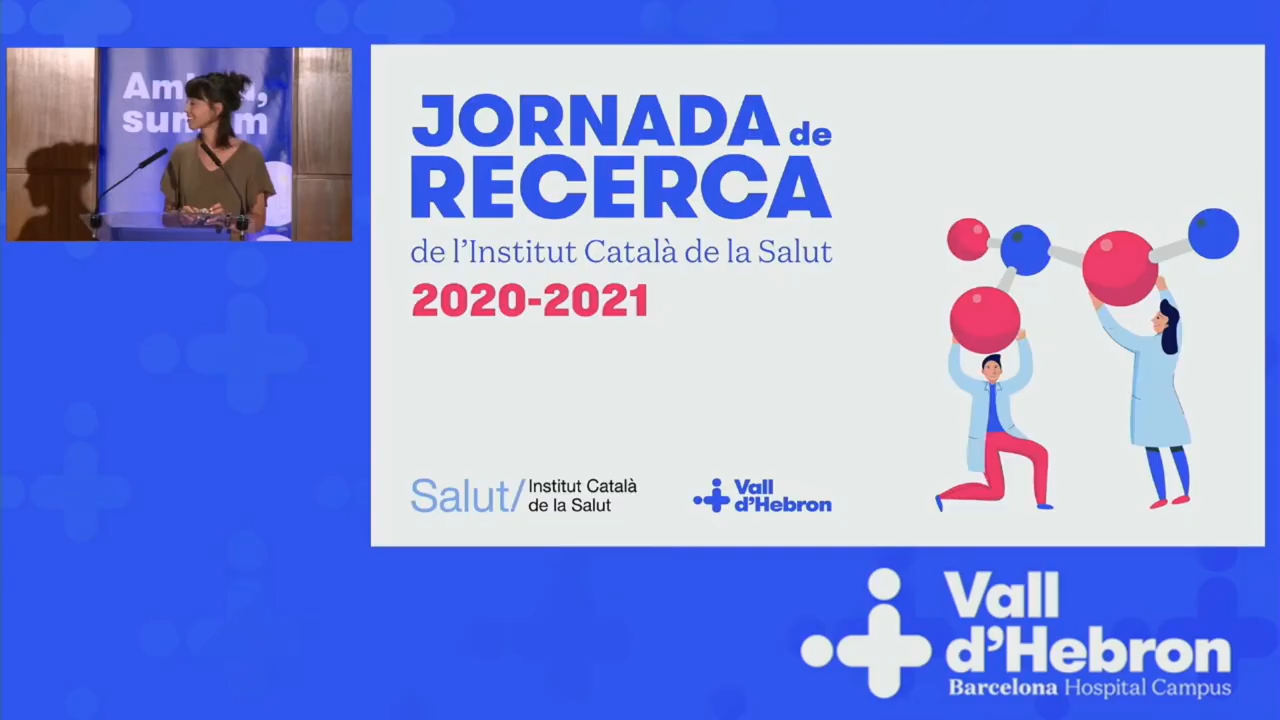 JORNADA de
RECERCA
de l'Institut Català de la Salut
2020-2021
Salut/ Institut Català
de la Salut
Vall
d'Hebron
Vall
d'Hebron
Barcelona Hospital Campus